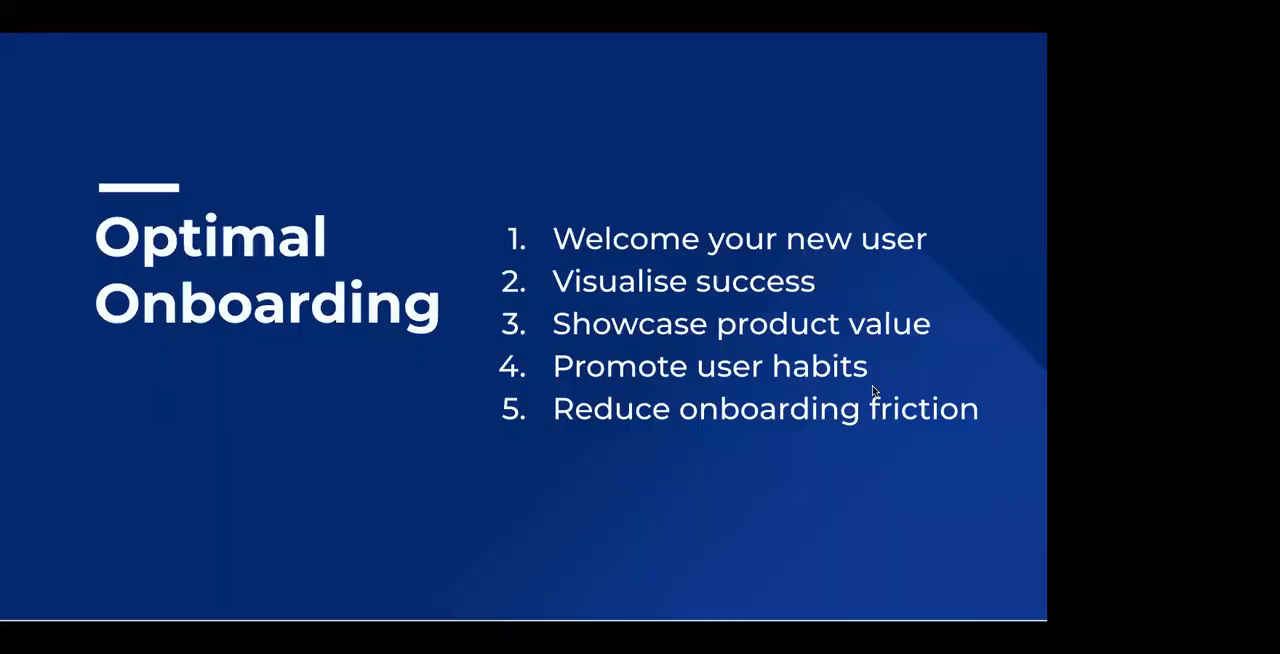 Optimal
Onboarding
1. Welcome your new user
2. Visualise success
3. Showcase product value
4. Promote user habits
5. Reduce onboarding friction